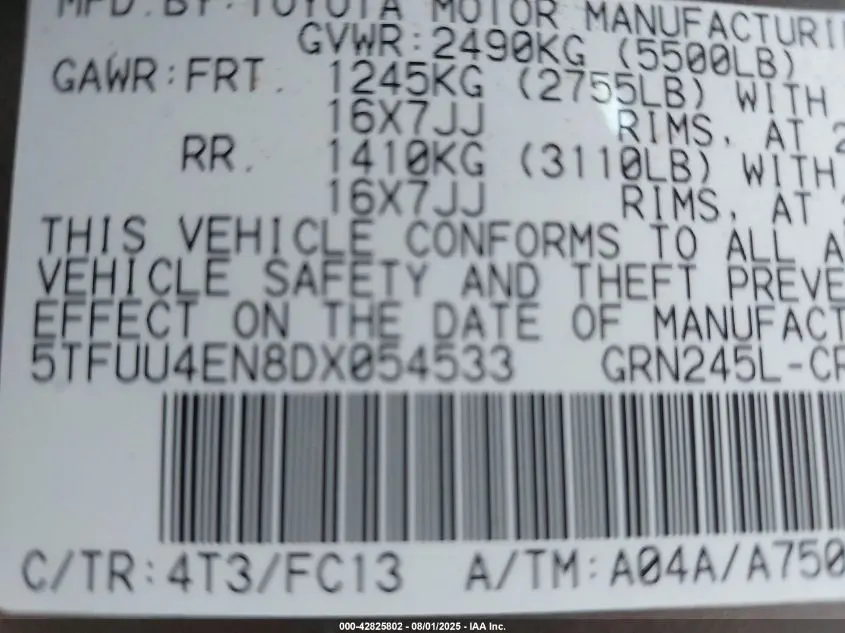 MFD.BY:TOYOTA MOTOR MANUFACTURI
GVWR:2490KG (5500LB)
GAWR:FRT. 1245KG (2755LB) WITH
16X7JJ RIMS, AT 2
RR. 1410KG (3110LB) WITH
16X7JJ RIMS, AT
THIS VEHICLE CONFORMS TO ALL A
VEHICLE SAFETY AND THEFT PREVE
EFFECT ON THE DATE OF MANUFACT
5TFUU4EN8DX054533 GRN245L-CR
C/TR:4T3/FC13 A/TM:A04A/A750
000-42825802 - 08/01/2025 - IAA Inc.